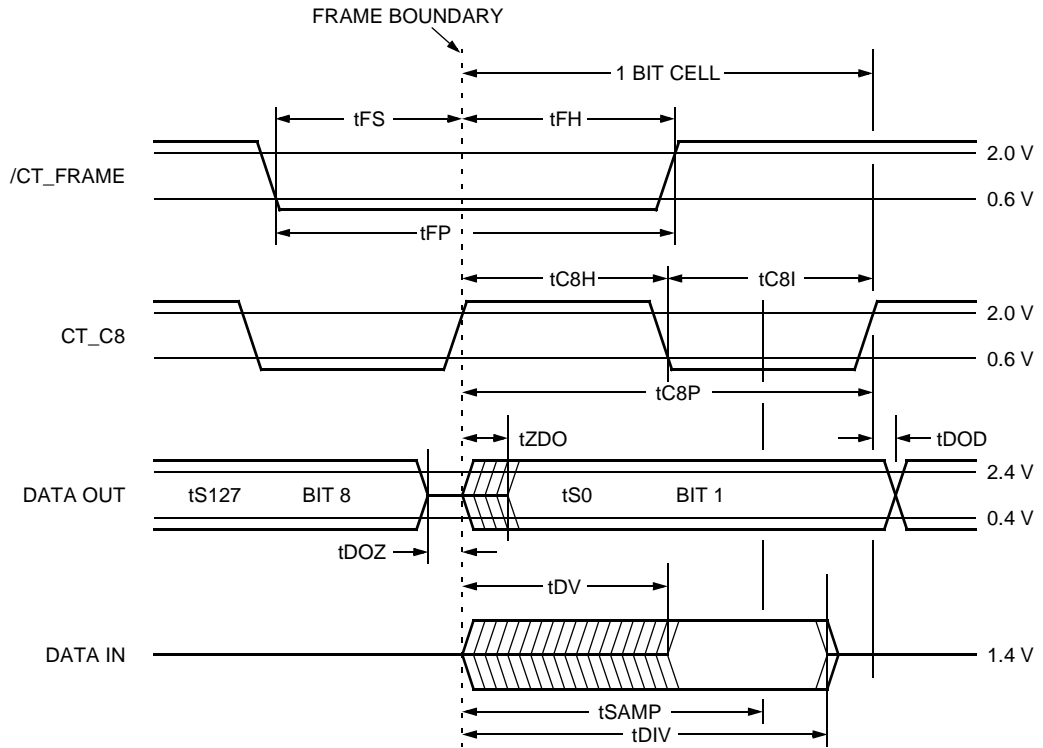 FRAME BOUNDARY
1 BIT CELL
tFS
tFH
/CT_FRAME
2.0 V
0.6 V
tFP
tC8H
tC8I
CT_C8
2.0 V
0.6 V
tC8P
tZDO
tDOD
DATA OUT
tS127
BIT 8
tS0
BIT 1
2.4 V
0.4 V
tDOZ
tDV
DATA IN
1.4 V
tSAMP
tDIV